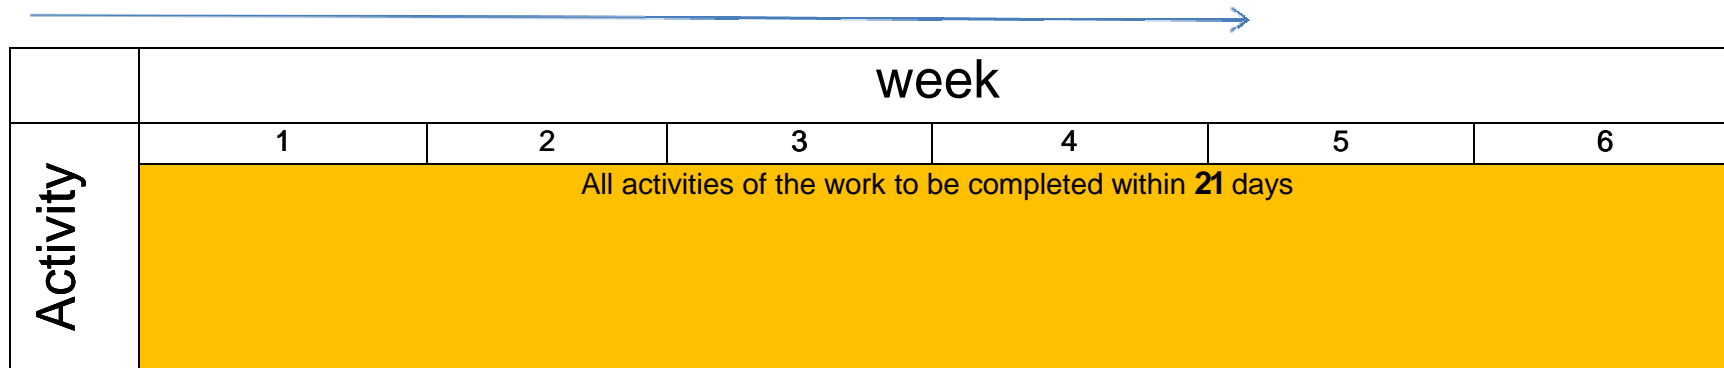 week
1 2 3 4 5 6
Activity
All activities of the work to be completed within 21 days